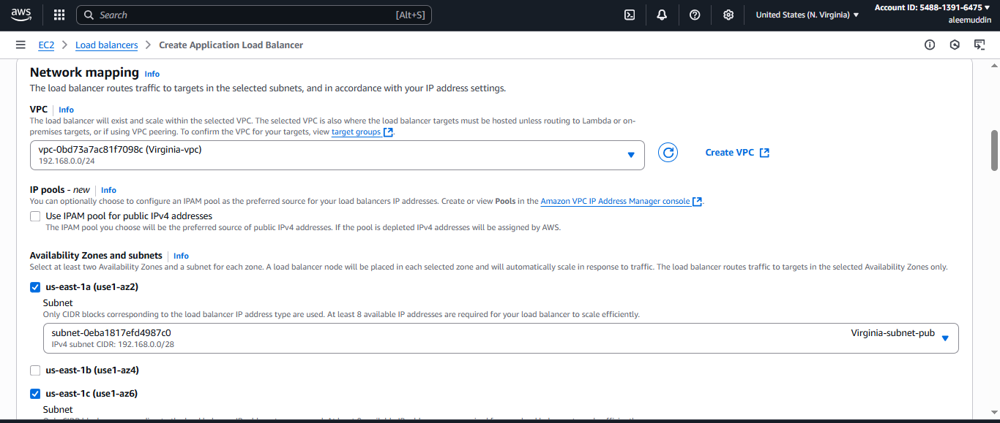 aws
Search [Alt+S]
United States (N. Virginia) ▼
Account ID: 5488-1391-6475 ▼
aleemuddin
EC2 > Load balancers > Create Application Load Balancer
Network mapping Info
The load balancer routes traffic to targets in the selected subnets, and in accordance with your IP address settings.
VPC | Info
The load balancer will exist and scale within the selected VPC. The selected VPC is also where the load balancer targets must be hosted unless routing to Lambda or on-
premises targets, or if using VPC peering. To confirm the VPC for your targets, view target groups.
vpc-0bd73a7ac81f7098c (Virginia-vpc)
192.168.0.0/24
Create VPC
IP pools - new | Info
You can optionally choose to configure an IPAM pool as the preferred source for your load balancers IP addresses. Create or view Pools in the Amazon VPC IP Address Manager console.
Use IPAM pool for public IPv4 addresses
The IPAM pool you choose will be the preferred source of public IPv4 addresses. If the pool is depleted IPv4 addresses will be assigned by AWS.
Availability Zones and subnets | Info
Select at least two Availability Zones and a subnet for each zone. A load balancer node will be placed in each selected zone and will automatically scale in response to traffic. The load balancer routes traffic to targets in the selected Availability Zones only.
us-east-1a (use1-az2)
Subnet
Only CIDR blocks corresponding to the load balancer IP address type are used. At least 8 available IP addresses are required for your load balancer to scale efficiently.
subnet-0eba1817efd4987c0 Virginia-subnet-pub
IPv4 subnet CIDR: 192.168.0.0/28
us-east-1b (use1-az4)
us-east-1c (use1-az6)
Subnet